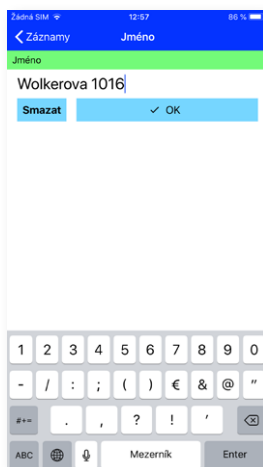 Žádná SIM 12:57 86 %
Záznamy Jméno
Jméno
Wolkerova 1016
Smazat ✓ OK
1 2 3 4 5 6 7 8 9 0
- / : ; ( ) € & @ "
#+= . , ? ! '
ABC Mezerník Enter